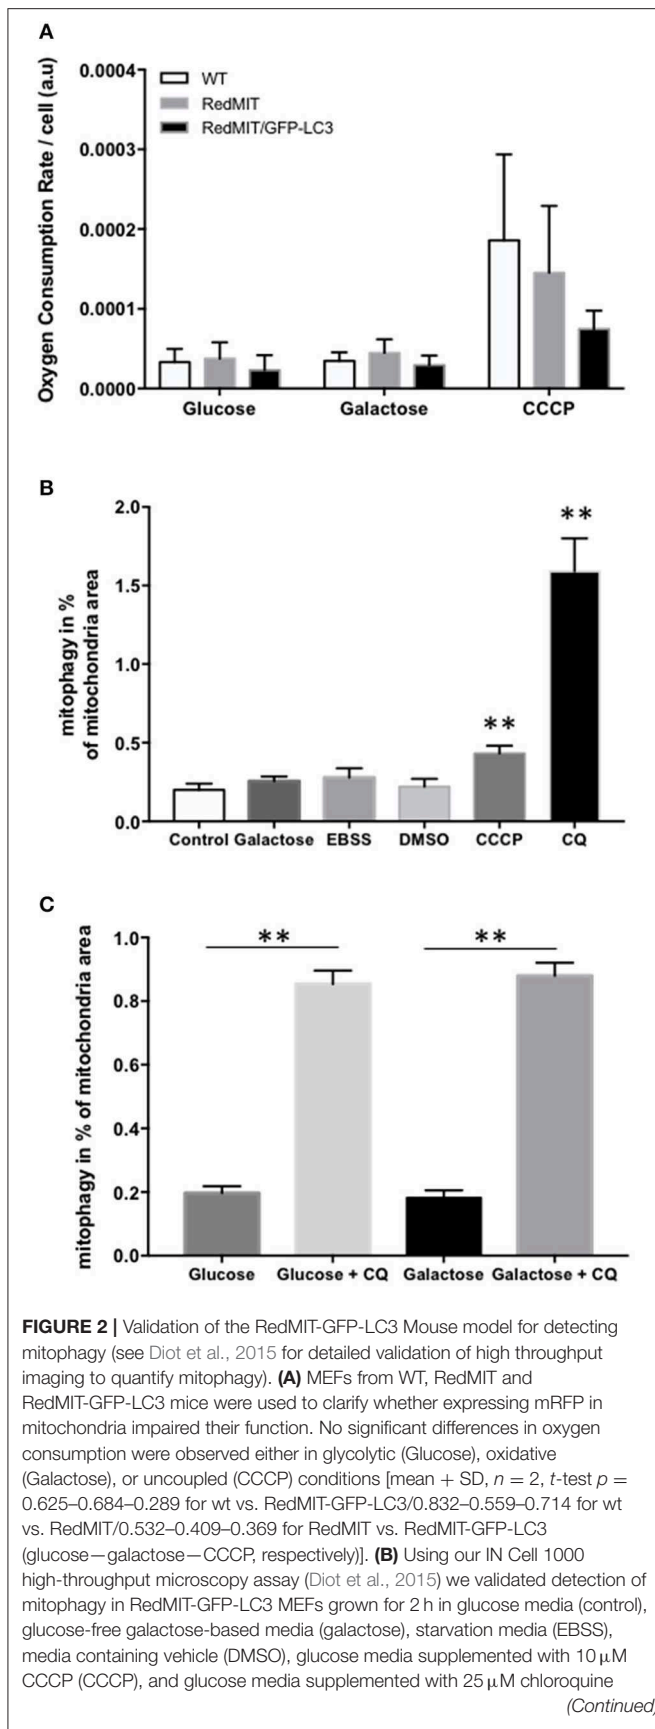 A
Oxygen Consumption Rate / cell (a.u)
0.0004
0.0003
0.0002
0.0001
0.0000
WT
RedMIT
RedMIT/GFP-LC3
Glucose Galactose CCCP
B
mitophagy in %
of mitochondria area
2.0
1.5
1.0
0.5
0.0
**
**
Control Galactose EBSS DMSO CCCP CQ
C
mitophagy in % of mitochondria area
1.0
0.8
0.6
0.4
0.2
0.0
** **
Glucose Glucose + CQ Galactose Galactose + CQ
FIGURE 2 | Validation of the RedMIT-GFP-LC3 Mouse model for detecting
mitophagy (see Diot et al., 2015 for detailed validation of high throughput
imaging to quantify mitophagy). (A) MEFs from WT, RedMIT and
RedMIT-GFP-LC3 mice were used to clarify whether expressing mRFP in
mitochondria impaired their function. No significant differences in oxygen
consumption were observed either in glycolytic (Glucose), oxidative
(Galactose), or uncoupled (CCCP) conditions [mean + SD, n = 2, t-test p =
0.625–0.684–0.289 for wt vs. RedMIT-GFP-LC3/0.832–0.559–0.714 for wt
vs. RedMIT/0.532–0.409–0.369 for RedMIT vs. RedMIT-GFP-LC3
(glucose—galactose—CCCP, respectively)]. (B) Using our IN Cell 1000
high-throughput microscopy assay (Diot et al., 2015) we validated detection of
mitophagy in RedMIT-GFP-LC3 MEFs grown for 2 h in glucose media (control),
glucose-free galactose-based media (galactose), starvation media (EBSS),
media containing vehicle (DMSO), glucose media supplemented with 10 µM
CCCP (CCCP), and glucose media supplemented with 25 µM chloroquine
(Continued)